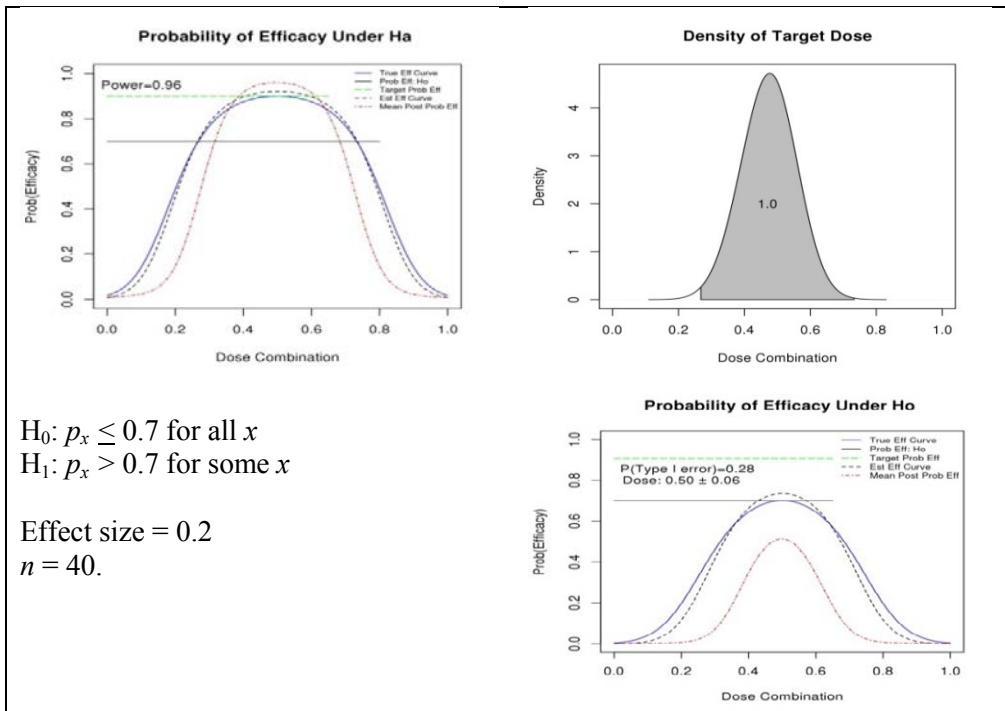 Probability of Efficacy Under Ha
Power=0.96
True Eff Curve
Prob Eff: Ho
Target Prob Eff
Est Eff Curve
Mean Post Prob Eff
Prob(Efficacy)
0.0
0.2
0.4
0.6
0.8
1.0
0.0 0.2 0.4 0.6 0.8 1.0
Dose Combination
Density of Target Dose
Density
0
1
2
3
4
1.0
0.0 0.2 0.4 0.6 0.8 1.0
Dose Combination
H₀: pₓ ≤ 0.7 for all x
H₁: pₓ > 0.7 for some x
Effect size = 0.2
n = 40.
Probability of Efficacy Under Ho
P(Type I error)=0.28
Dose: 0.50 ± 0.06
True Eff Curve
Prob Eff: Ho
Target Prob Eff
Est Eff Curve
Mean Post Prob Eff
Prob(Efficacy)
0.0
0.2
0.4
0.6
0.8
1.0
0.0 0.2 0.4 0.6 0.8 1.0
Dose Combination